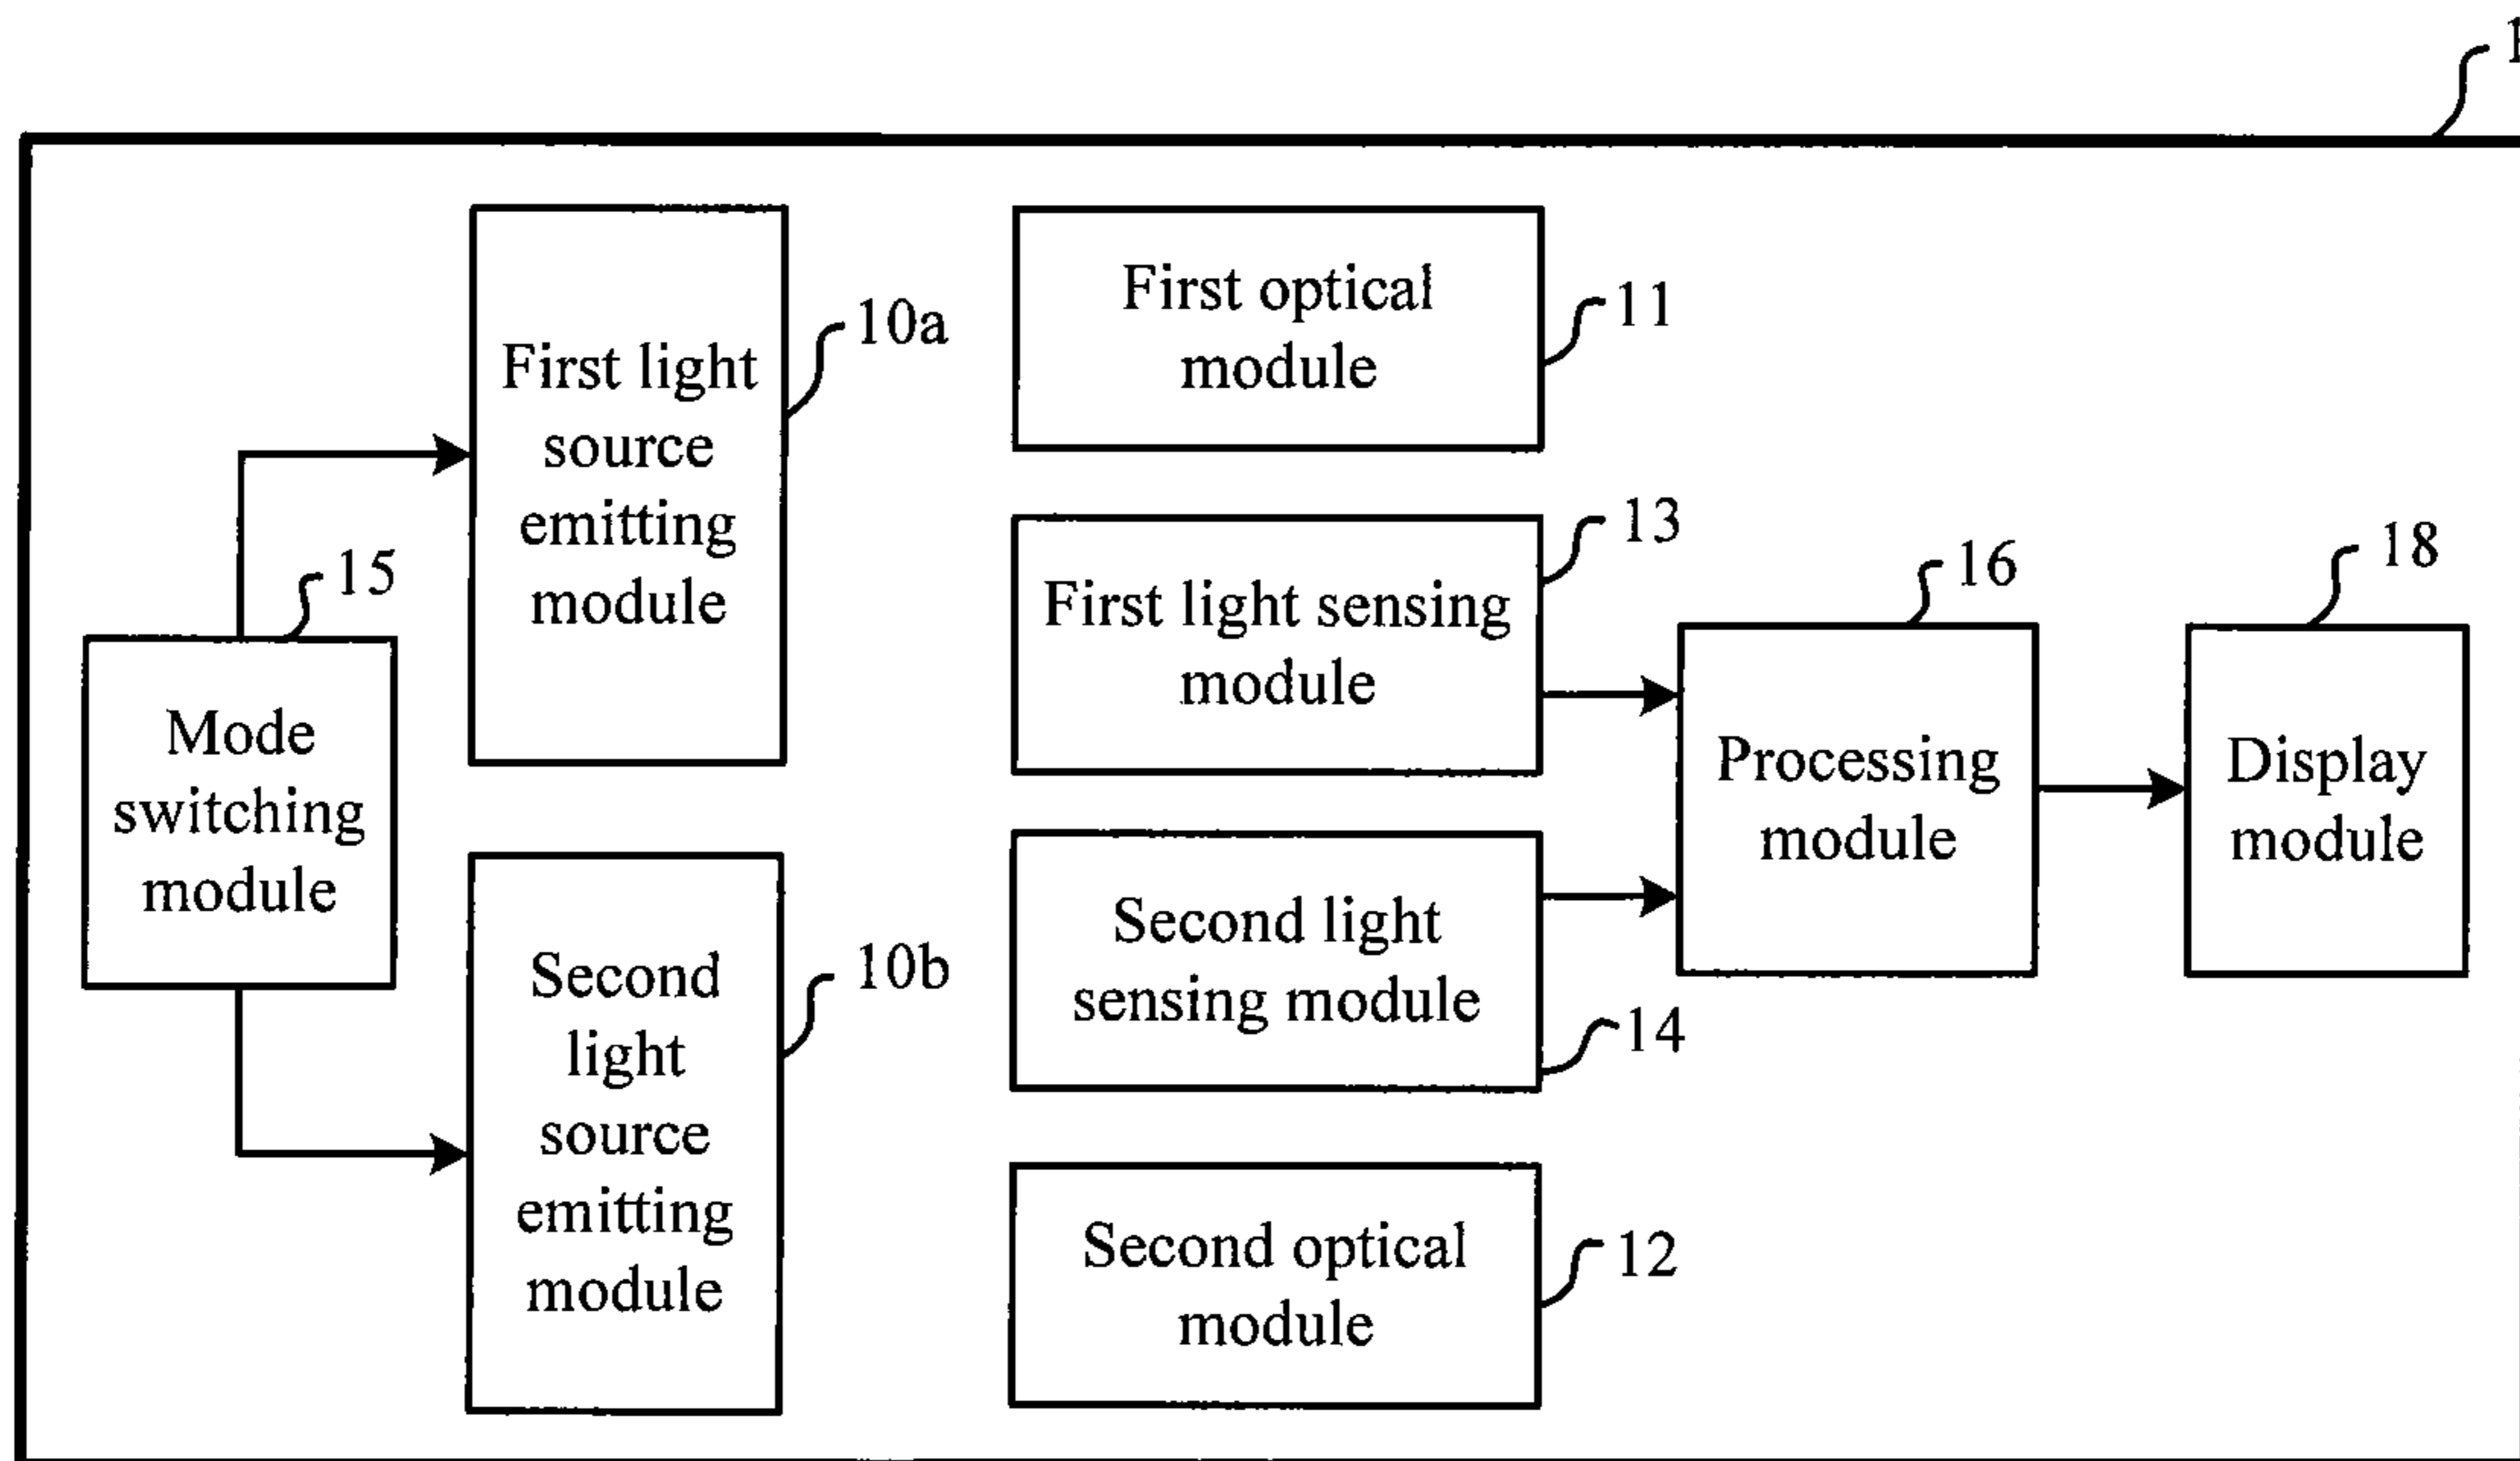 First light
source
emitting
module
10a
First optical
module
11
First light sensing
module
13
15
Mode
switching
module
16
Processing
module
18
Display
module
Second
light
source
emitting
module
10b
Second light
sensing module
14
Second optical
module
12